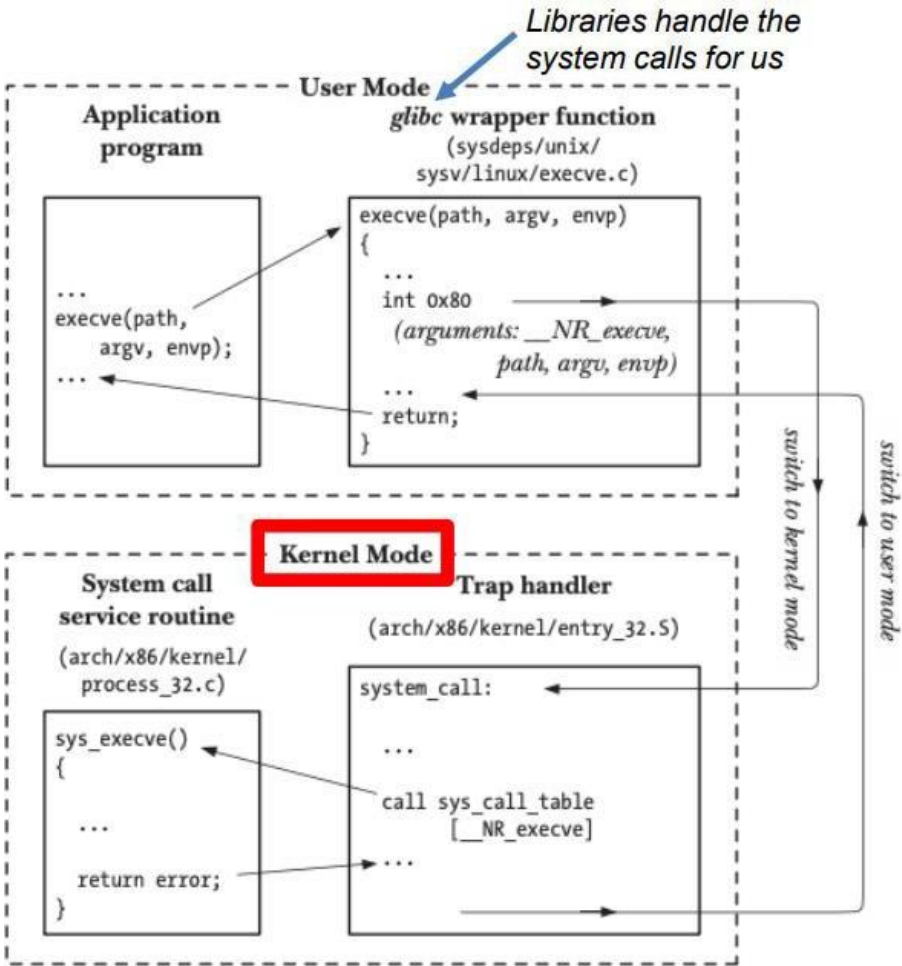 Libraries handle the
system calls for us
User Mode
Application
program
glibc wrapper function
(sysdeps/unix/
sysv/linux/execve.c)
...
execve(path,
argv, envp);
...
execve(path, argv, envp)
{
...
int 0x80
(arguments: __NR_execve,
path, argv, envp)
...
return;
}
switch to kernel mode
switch to user mode
Kernel Mode
System call
service routine
(arch/x86/kernel/
process_32.c)
Trap handler
(arch/x86/kernel/entry_32.S)
sys_execve()
{
...
return error;
}
system_call:
...
call sys_call_table
[__NR_execve]
...